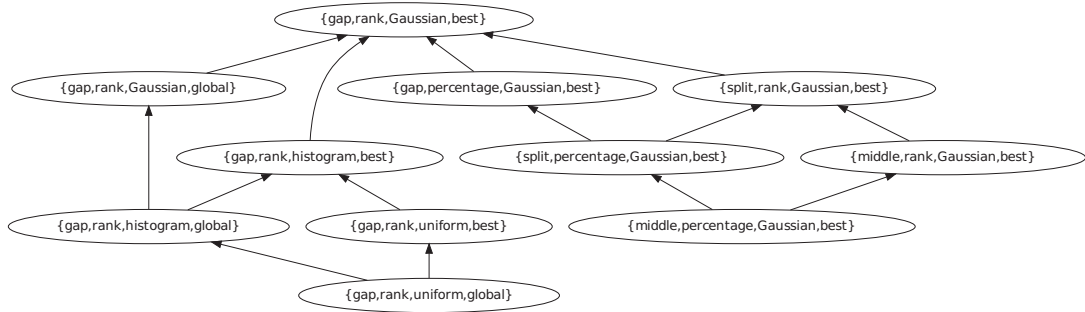 {gap,rank,Gaussian,best}
{gap,rank,Gaussian,global}
{gap,percentage,Gaussian,best}
{split,rank,Gaussian,best}
{gap,rank,histogram,best}
{split,percentage,Gaussian,best}
{middle,rank,Gaussian,best}
{gap,rank,histogram,global}
{gap,rank,uniform,best}
{middle,percentage,Gaussian,best}
{gap,rank,uniform,global}